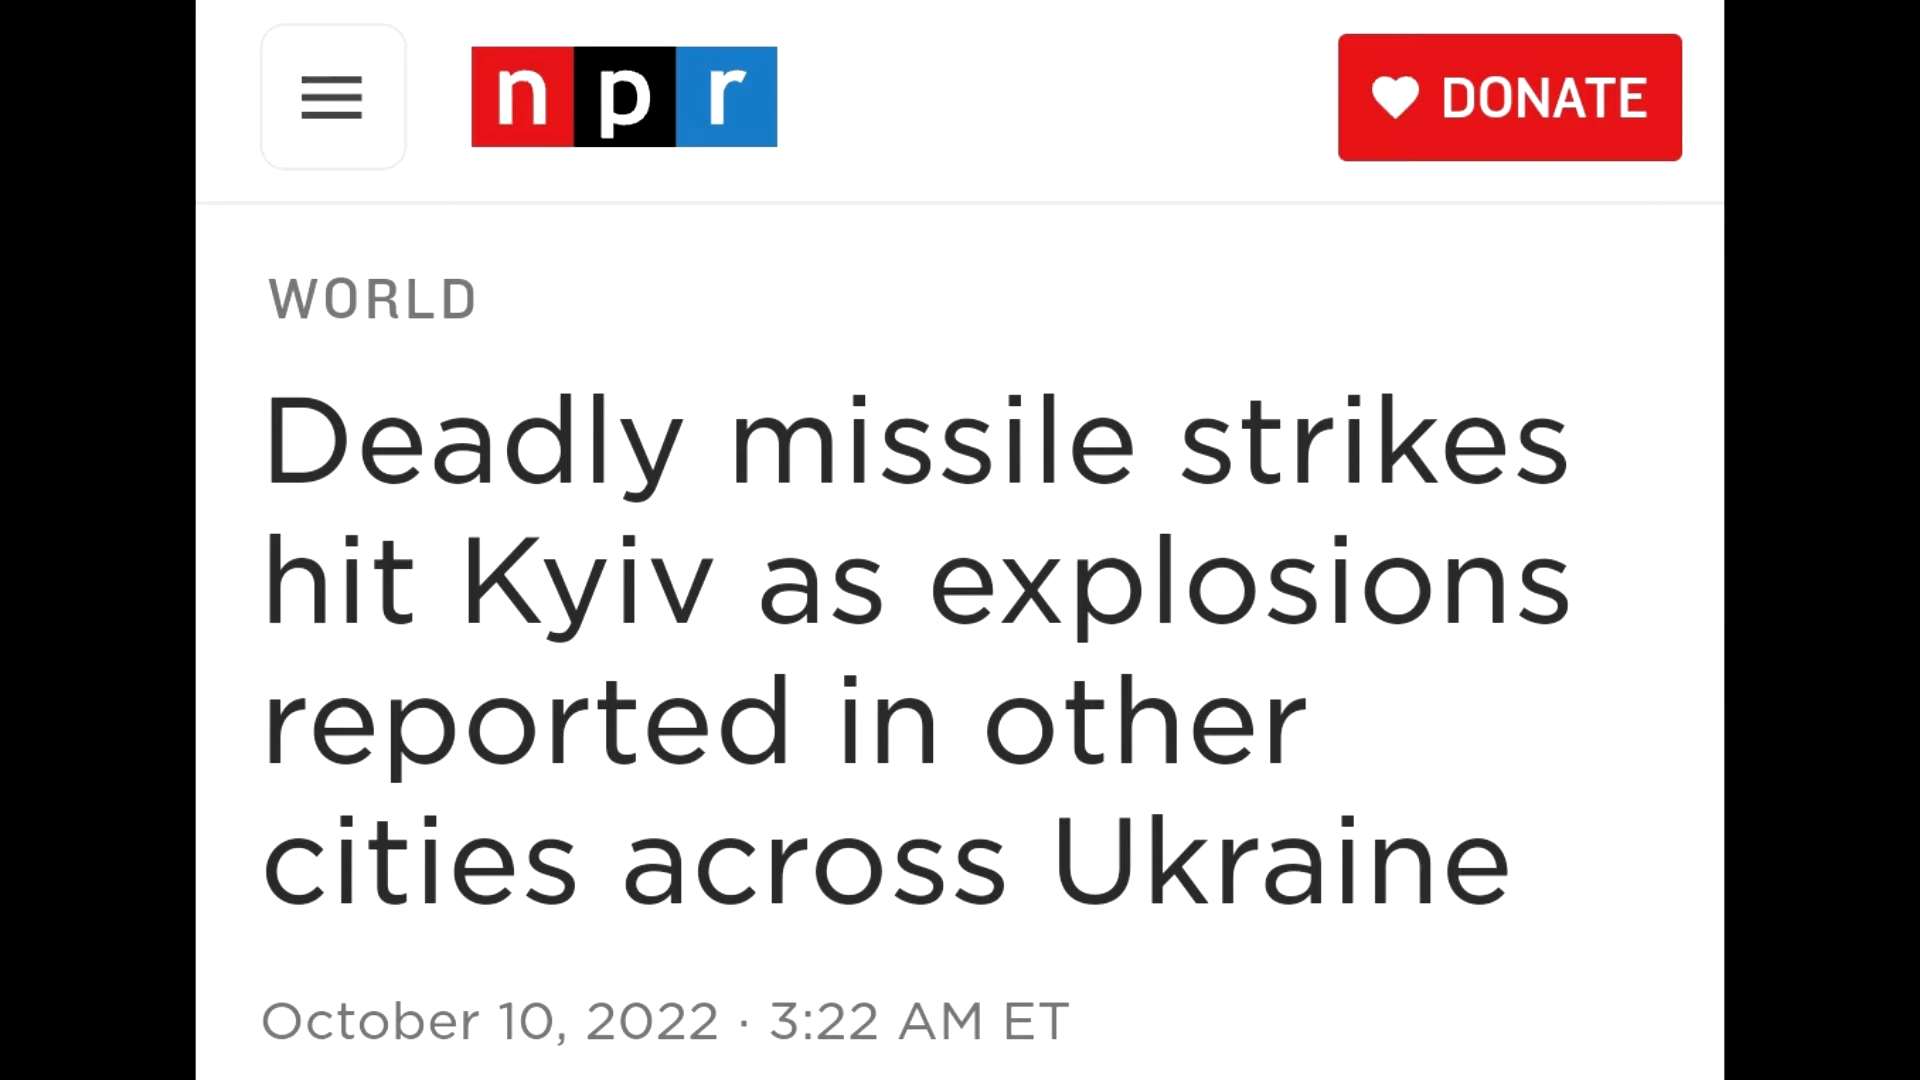 npr
DONATE
WORLD
Deadly missile strikes
hit Kyiv as explosions
reported in other
cities across Ukraine
October 10, 2022 · 3:22 AM ET